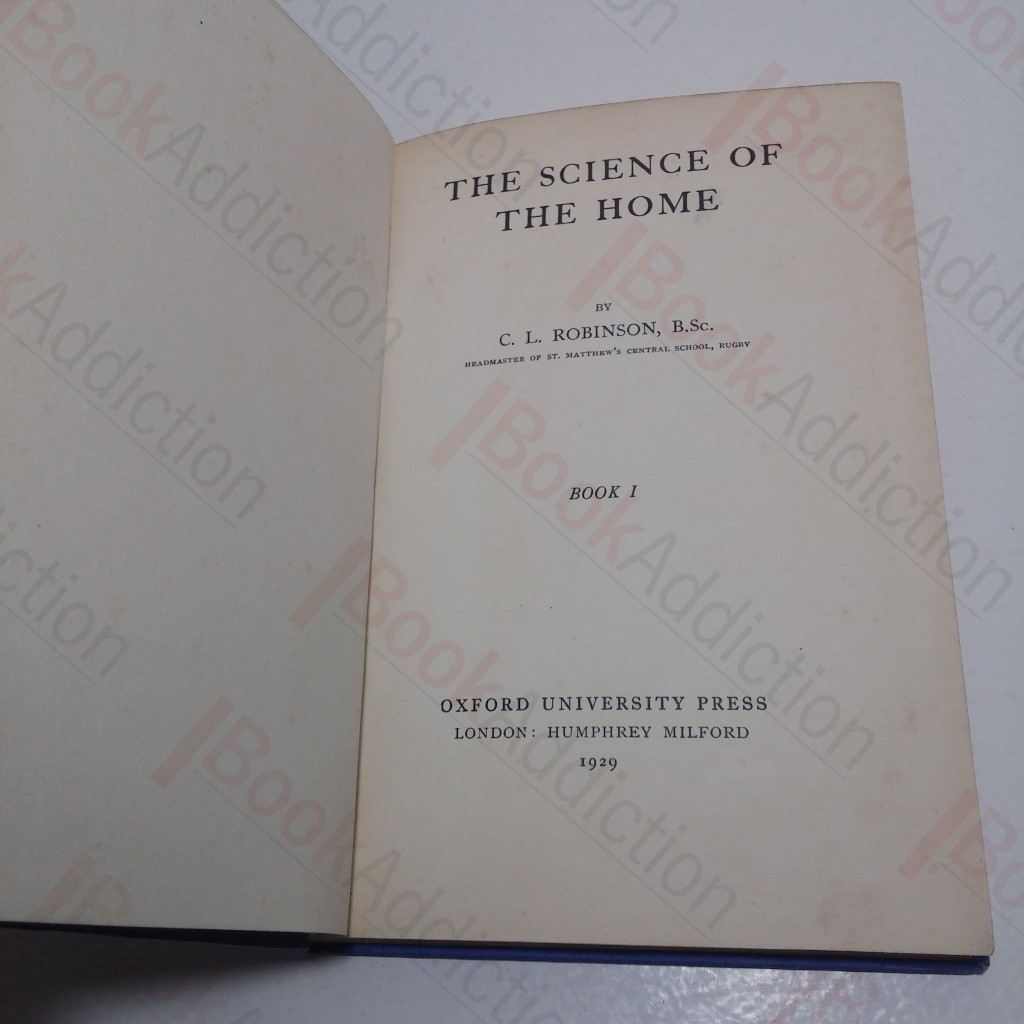 THE SCIENCE OF
THE HOME
BY
C. L. ROBINSON, B.Sc.
HEADMASTER OF ST. MATTHEW'S CENTRAL SCHOOL, RUGBY
BOOK I
OXFORD UNIVERSITY PRESS
LONDON: HUMPHREY MILFORD
1929
BookAddiction